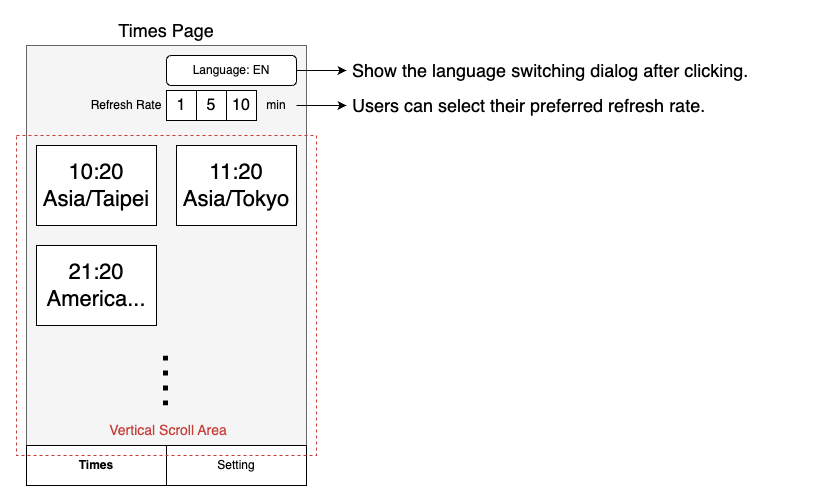 Times Page
Language: EN
Show the language switching dialog after clicking.
Refresh Rate 1 5 10 min
Users can select their preferred refresh rate.
10:20
Asia/Taipei
11:20
Asia/Tokyo
21:20
America...
Vertical Scroll Area
Times
Setting